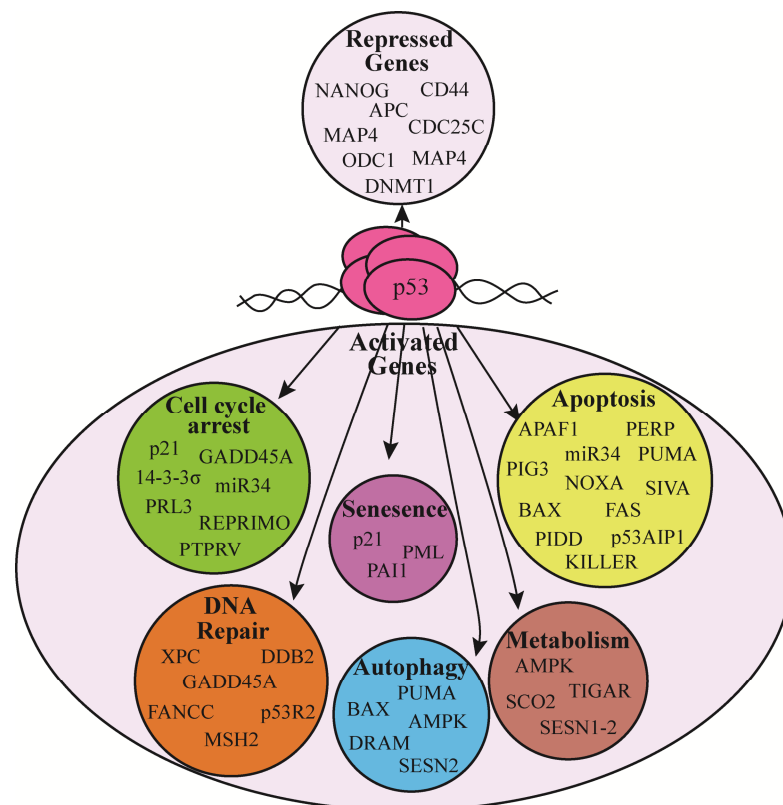 Repressed
Genes
NANOG CD44
APC
MAP4 CDC25C
ODC1 MAP4
DNMT1
p53
Activated
Genes
Cell cycle
arrest
p21 GADD45A
14-3-3σ miR34
PRL3
REPRIMO
PTPRV
Senesence
p21 PML
PAI1
Apoptosis
APAF1 PERP
miR34 PUMA
PIG3 NOXA SIVA
BAX FAS
PIDD p53AIP1
KILLER
DNA
Repair
XPC DDB2
GADD45A
FANCC p53R2
MSH2
Autophagy
PUMA
BAX AMPK
DRAM
SESN2
Metabolism
AMPK
SCO2 TIGAR
SESN1-2